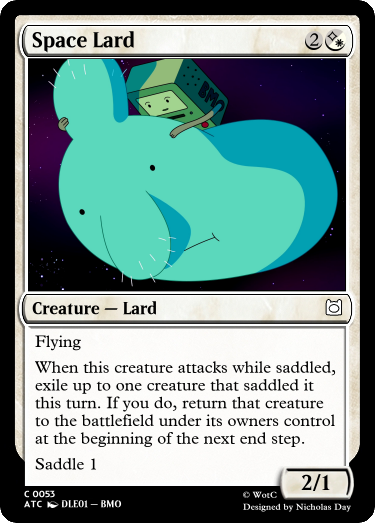 Space Lard 2
BMO
Creature — Lard
Flying
When this creature attacks while saddled,
exile up to one creature that saddled it
this turn. If you do, return that creature
to the battlefield under its owners control
at the beginning of the next end step.
Saddle 1
2/1
C 0053
ATC DLE01 — BMO
© WotC
Designed by Nicholas Day